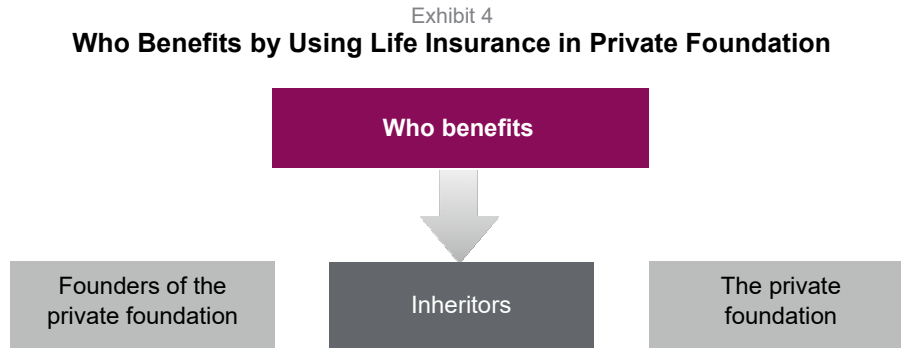 Exhibit 4
Who Benefits by Using Life Insurance in Private Foundation
Who benefits
Founders of the
private foundation
Inheritors
The private
foundation